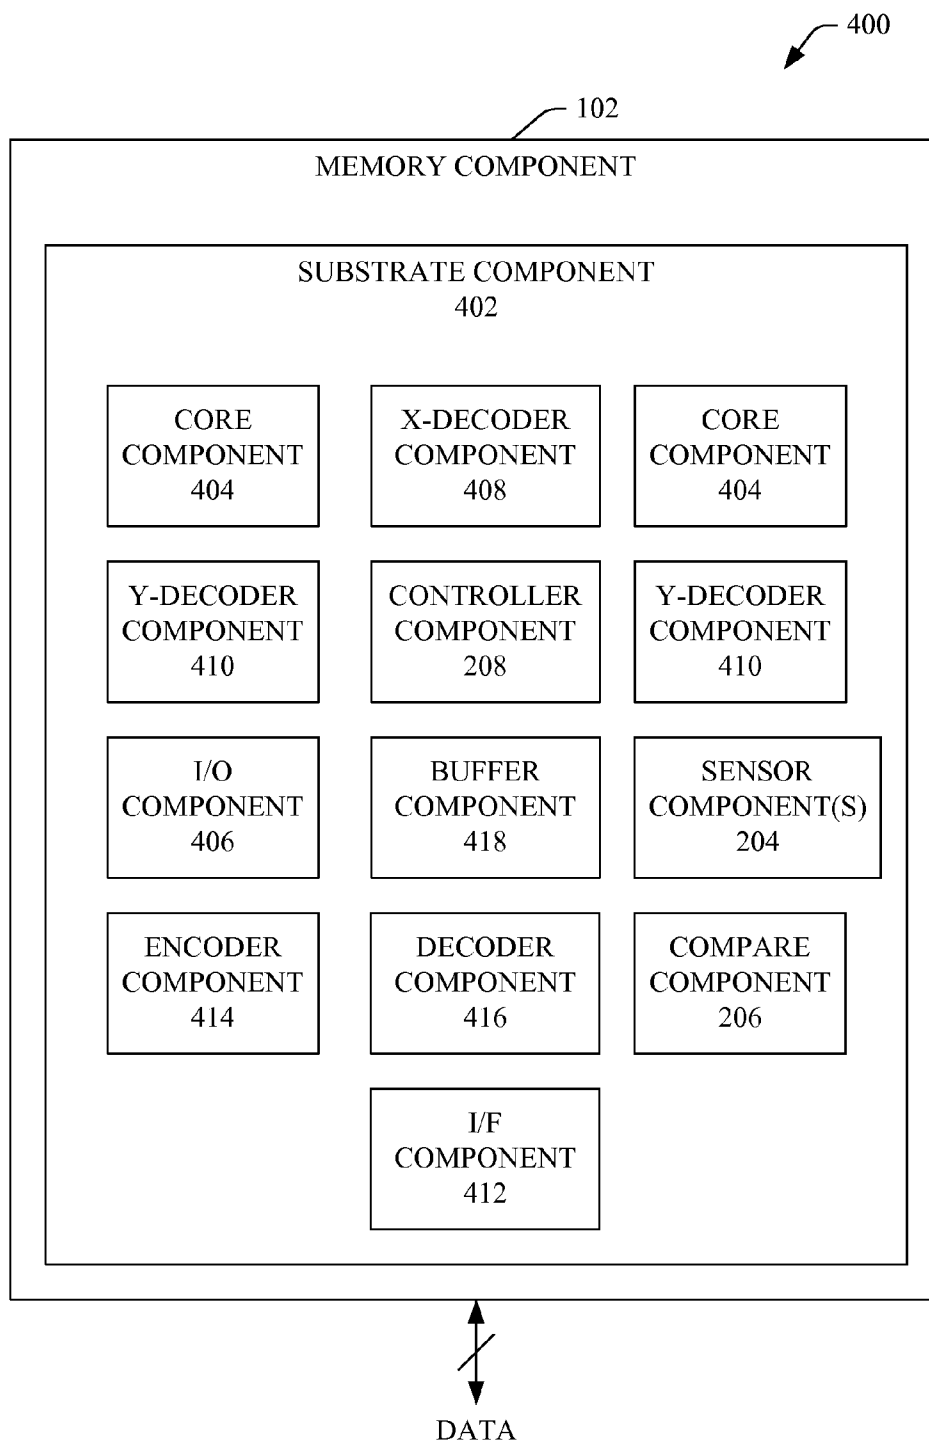 400
102
MEMORY COMPONENT
SUBSTRATE COMPONENT
402
CORE
COMPONENT
404
X-DECODER
COMPONENT
408
CORE
COMPONENT
404
Y-DECODER
COMPONENT
410
CONTROLLER
COMPONENT
208
Y-DECODER
COMPONENT
410
I/O
COMPONENT
406
BUFFER
COMPONENT
418
SENSOR
COMPONENT(S)
204
ENCODER
COMPONENT
414
DECODER
COMPONENT
416
COMPARE
COMPONENT
206
I/F
COMPONENT
412
DATA